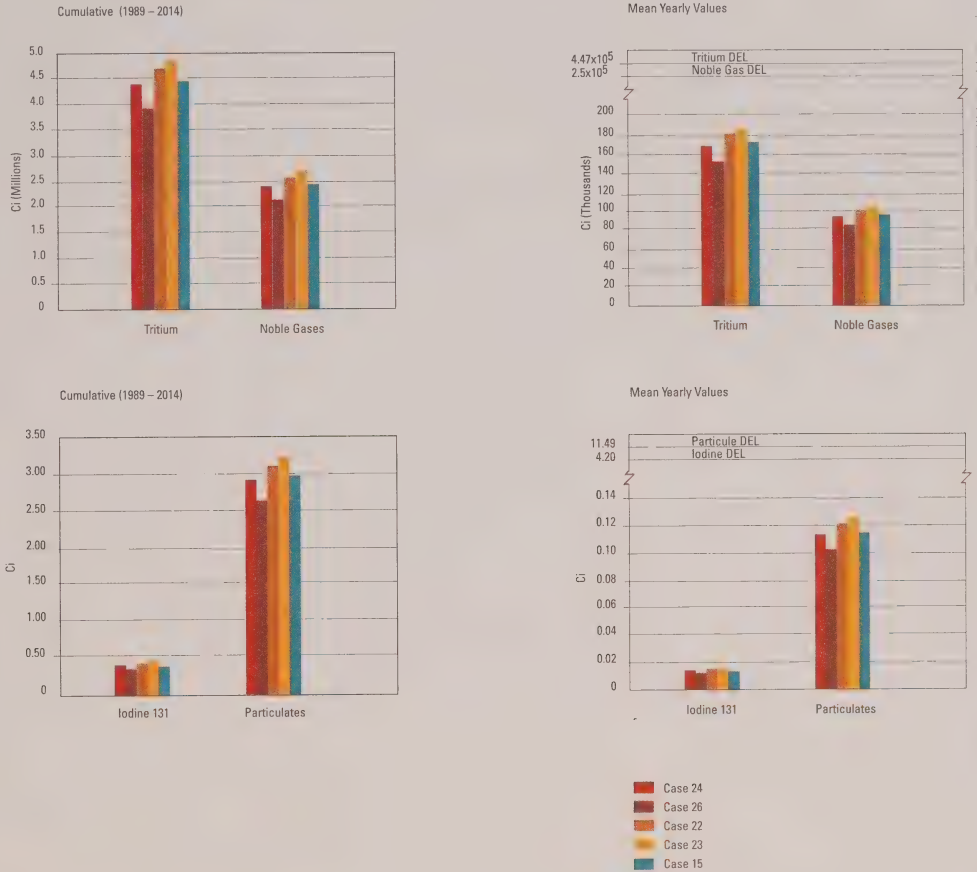 Cumulative (1989 – 2014)
5.0
4.5
4.0
3.5
3.0
2.5
2.0
1.5
1.0
0.5
0
Ci (Millions)
Tritium
Noble Gases
Mean Yearly Values
4.47x10⁵
2.5x10⁵
Tritium DEL
Noble Gas DEL
200
180
160
140
120
100
80
60
40
20
0
Ci (Thousands)
Tritium
Noble Gases
Cumulative (1989 – 2014)
3.50
3.00
2.50
2.00
1.50
1.00
0.50
0
Ci
Iodine 131
Particulates
Mean Yearly Values
11.49
4.20
Particule DEL
Iodine DEL
0.14
0.12
0.10
0.08
0.06
0.04
0.02
0
Ci
Iodine 131
Particulates
Case 24
Case 26
Case 22
Case 23
Case 15